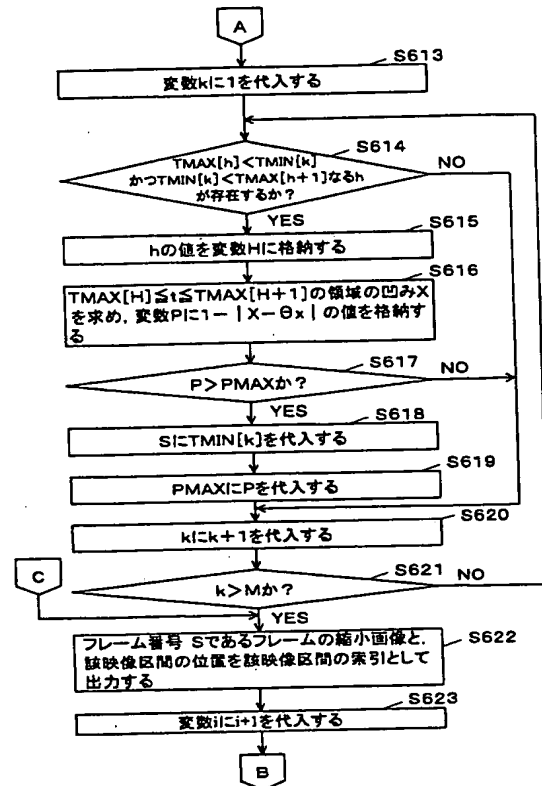 A
S613
変数kに1を代入する
S614
TMAX[h]<TMIN[k]
かつTMIN[k]<TMAX[h+1]なるh
が存在するか?
NO
YES
S615
hの値を変数Hに格納する
S616
TMAX[H]≦t≦TMAX[H+1]の領域の凹みX
を求め,変数Pに1-|X-Θx|の値を格納す
る
S617
P>PMAXか?
NO
YES
S618
SにTMIN[k]を代入する
S619
PMAXにPを代入する
S620
kにk+1を代入する
C
S621
k>Mか?
NO
YES
S622
フレーム番号 Sであるフレームの縮小画像と,
該映像区間の位置を該映像区間の索引として
出力する
S623
変数iにi+1を代入する
B